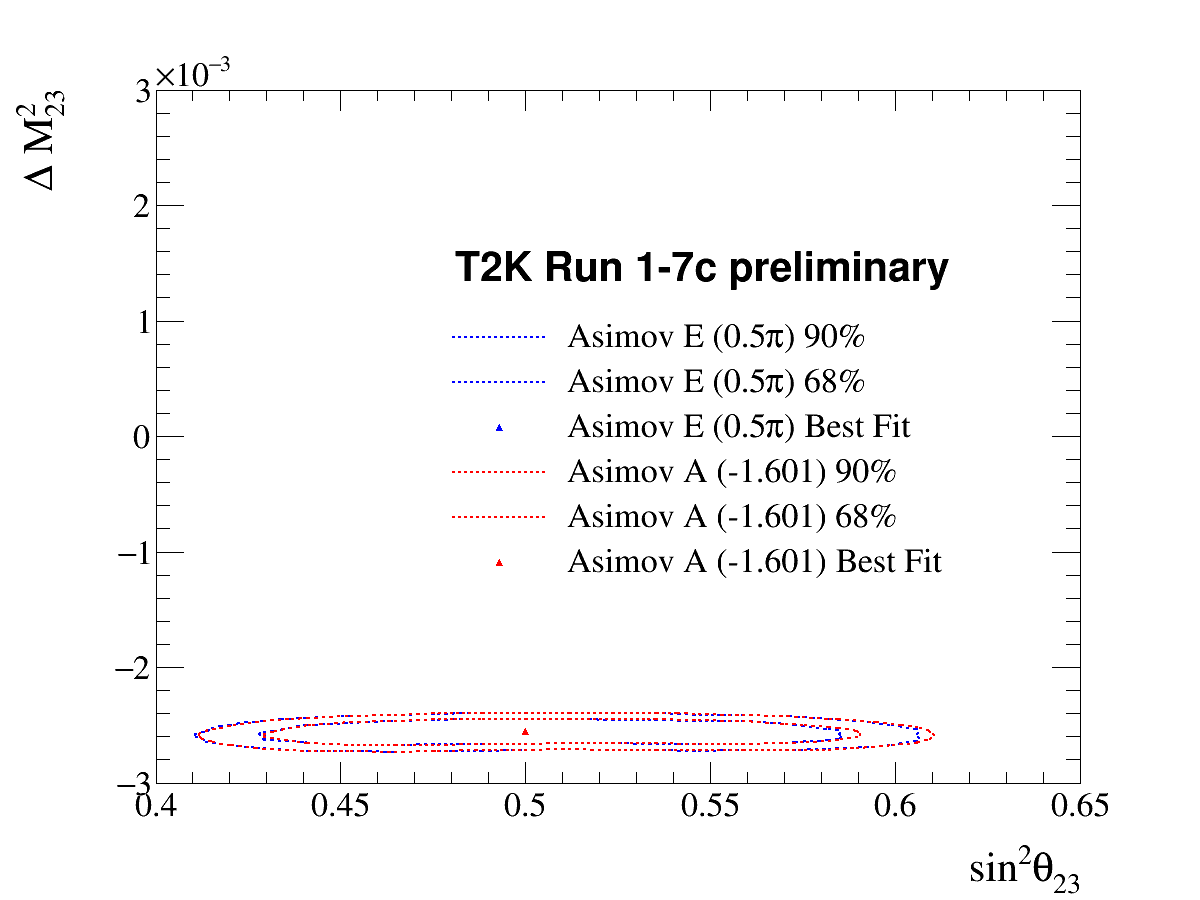 ×10⁻³
Δ M²₂₃
3
2
1
0
−1
−2
−3
T2K Run 1-7c preliminary
Asimov E (0.5π) 90%
Asimov E (0.5π) 68%
Asimov E (0.5π) Best Fit
Asimov A (-1.601) 90%
Asimov A (-1.601) 68%
Asimov A (-1.601) Best Fit
0.4 0.45 0.5 0.55 0.6 0.65
sin²θ₂₃